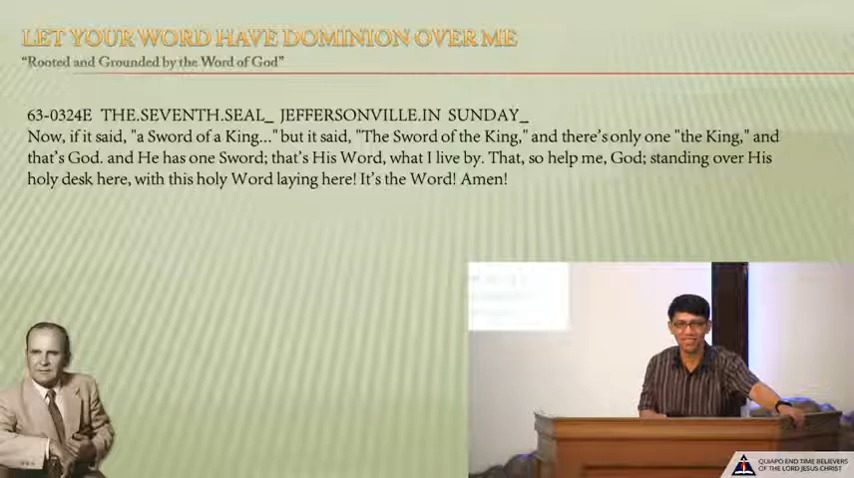 LET YOUR WORD HAVE DOMINION OVER ME
"Rooted and Grounded by the Word of God"
63-0324E THE.SEVENTH.SEAL_ JEFFERSONVILLE.IN SUNDAY_
Now, if it said, "a Sword of a King..." but it said, "The Sword of the King," and there's only one "the King," and
that's God. and He has one Sword; that's His Word, what I live by. That, so help me, God; standing over His
holy desk here, with this holy Word laying here! It's the Word! Amen!
QUIAPO END TIME BELIEVERS
OF THE LORD JESUS CHRIST